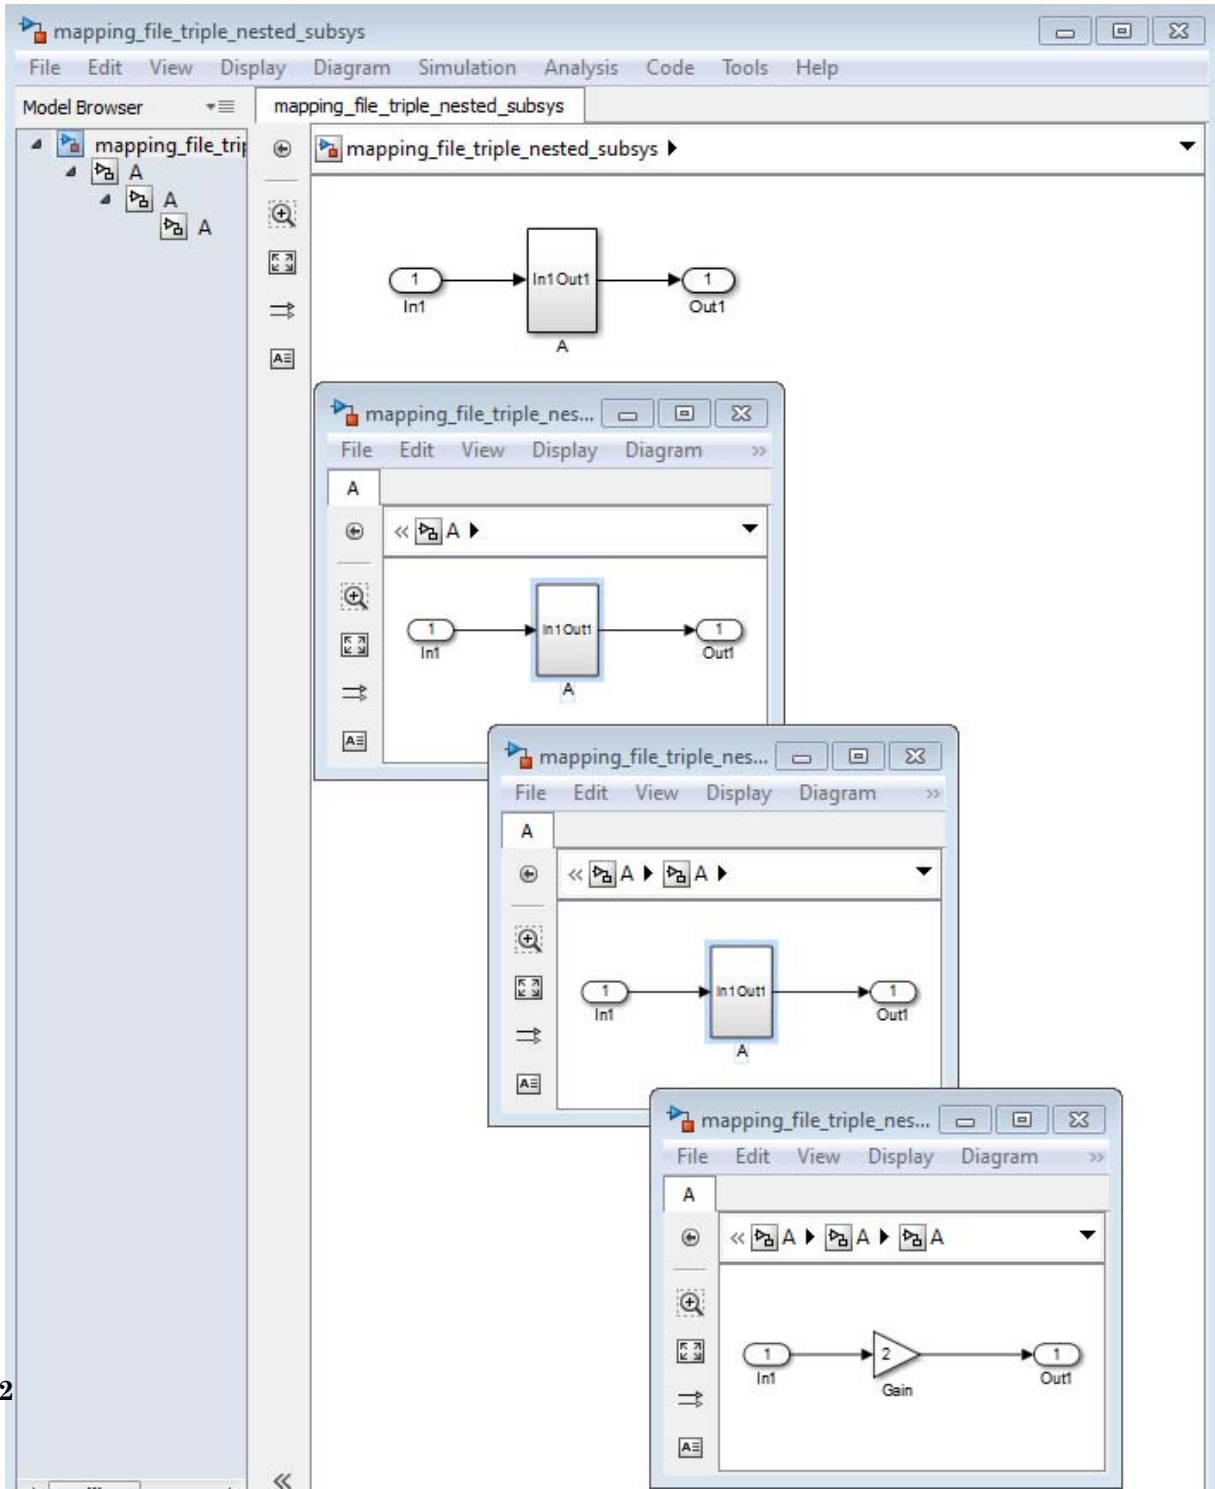 mapping_file_triple_nested_subsys
File Edit View Display Diagram Simulation Analysis Code Tools Help
Model Browser mapping_file_triple_nested_subsys
mapping_file_trip
A
A
A
mapping_file_triple_nested_subsys
1 In1 Out1 1
In1 Out1
A
mapping_file_triple_nes...
File Edit View Display Diagram »
A
« A
1 In1 Out1 1
In1 Out1
A
mapping_file_triple_nes...
File Edit View Display Diagram »
A
« A A
1 In1 Out1 1
In1 Out1
A
mapping_file_triple_nes...
File Edit View Display Diagram »
A
« A A A
1 2 1
In1 Gain Out1
2
«